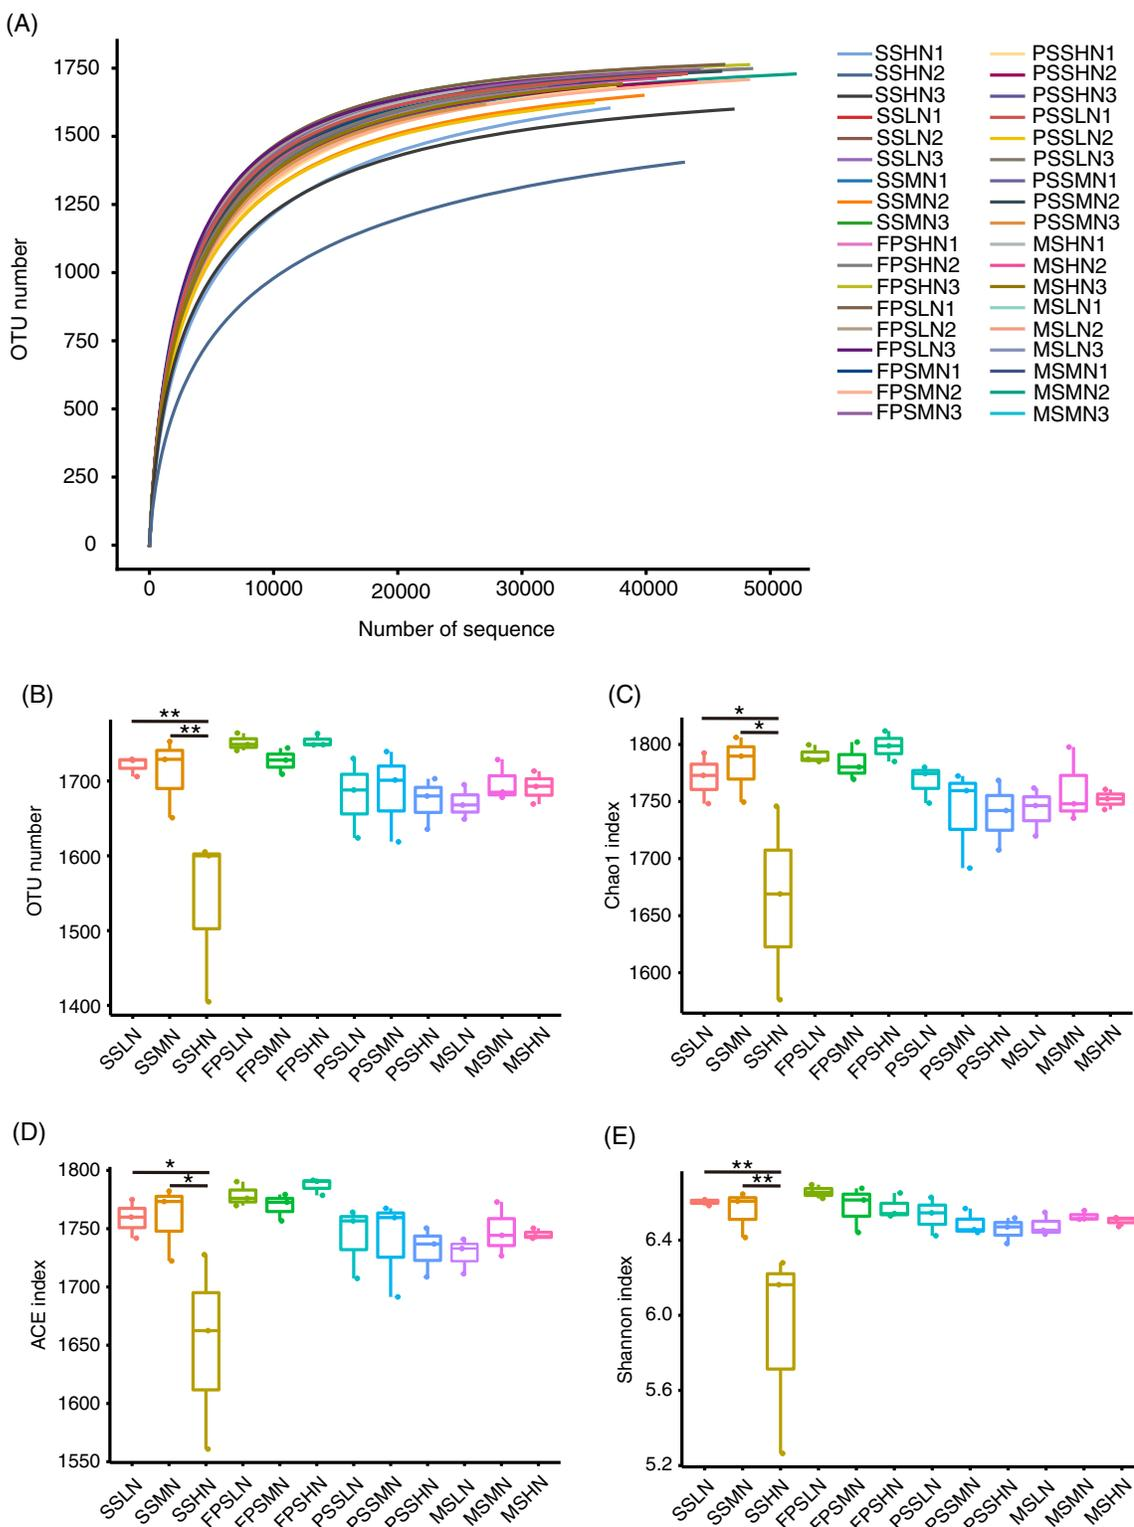 (A)
1750
1500
1250
1000
750
500
250
0
OTU number
0 10000 20000 30000 40000 50000
Number of sequence
SSHN1 PSSHN1
SSHN2 PSSHN2
SSHN3 PSSHN3
SSLN1 PSSLN1
SSLN2 PSSLN2
SSLN3 PSSLN3
SSMN1 PSSMN1
SSMN2 PSSMN2
SSMN3 PSSMN3
FPSHN1 MSHN1
FPSHN2 MSHN2
FPSHN3 MSHN3
FPSLN1 MSLN1
FPSLN2 MSLN2
FPSLN3 MSLN3
FPSMN1 MSMN1
FPSMN2 MSMN2
FPSMN3 MSMN3
(B)
**
**
1700
1600
1500
1400
OTU number
SSLN SSMN SSHN FPSLN FPSMN FPSHN PSSLN PSSMN PSSHN MSLN MSMN MSHN
(C)
*
*
1800
1750
1700
1650
1600
Chao1 index
SSLN SSMN SSHN FPSLN FPSMN FPSHN PSSLN PSSMN PSSHN MSLN MSMN MSHN
(D)
*
*
1800
1750
1700
1650
1600
1550
ACE index
SSLN SSMN SSHN FPSLN FPSMN FPSHN PSSLN PSSMN PSSHN MSLN MSMN MSHN
(E)
**
**
6.4
6.0
5.6
5.2
Shannon index
SSLN SSMN SSHN FPSLN FPSMN FPSHN PSSLN PSSMN PSSHN MSLN MSMN MSHN